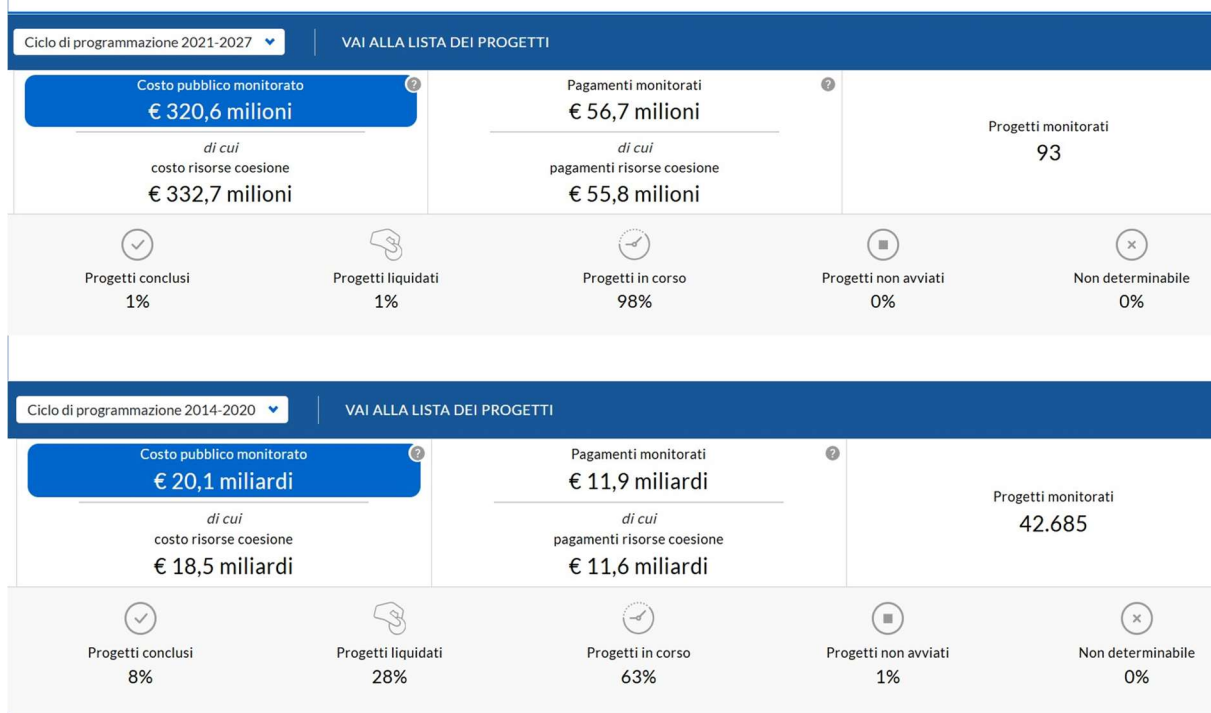 Ciclo di programmazione 2021-2027
VAI ALLA LISTA DEI PROGETTI
Costo pubblico monitorato
?
€ 320,6 milioni
di cui
costo risorse coesione
€ 332,7 milioni
Pagamenti monitorati
?
€ 56,7 milioni
di cui
pagamenti risorse coesione
€ 55,8 milioni
Progetti monitorati
93
Progetti conclusi
1%
Progetti liquidati
1%
Progetti in corso
98%
Progetti non avviati
0%
Non determinabile
0%
Ciclo di programmazione 2014-2020
VAI ALLA LISTA DEI PROGETTI
Costo pubblico monitorato
?
€ 20,1 miliardi
di cui
costo risorse coesione
€ 18,5 miliardi
Pagamenti monitorati
?
€ 11,9 miliardi
di cui
pagamenti risorse coesione
€ 11,6 miliardi
Progetti monitorati
42.685
Progetti conclusi
8%
Progetti liquidati
28%
Progetti in corso
63%
Progetti non avviati
1%
Non determinabile
0%